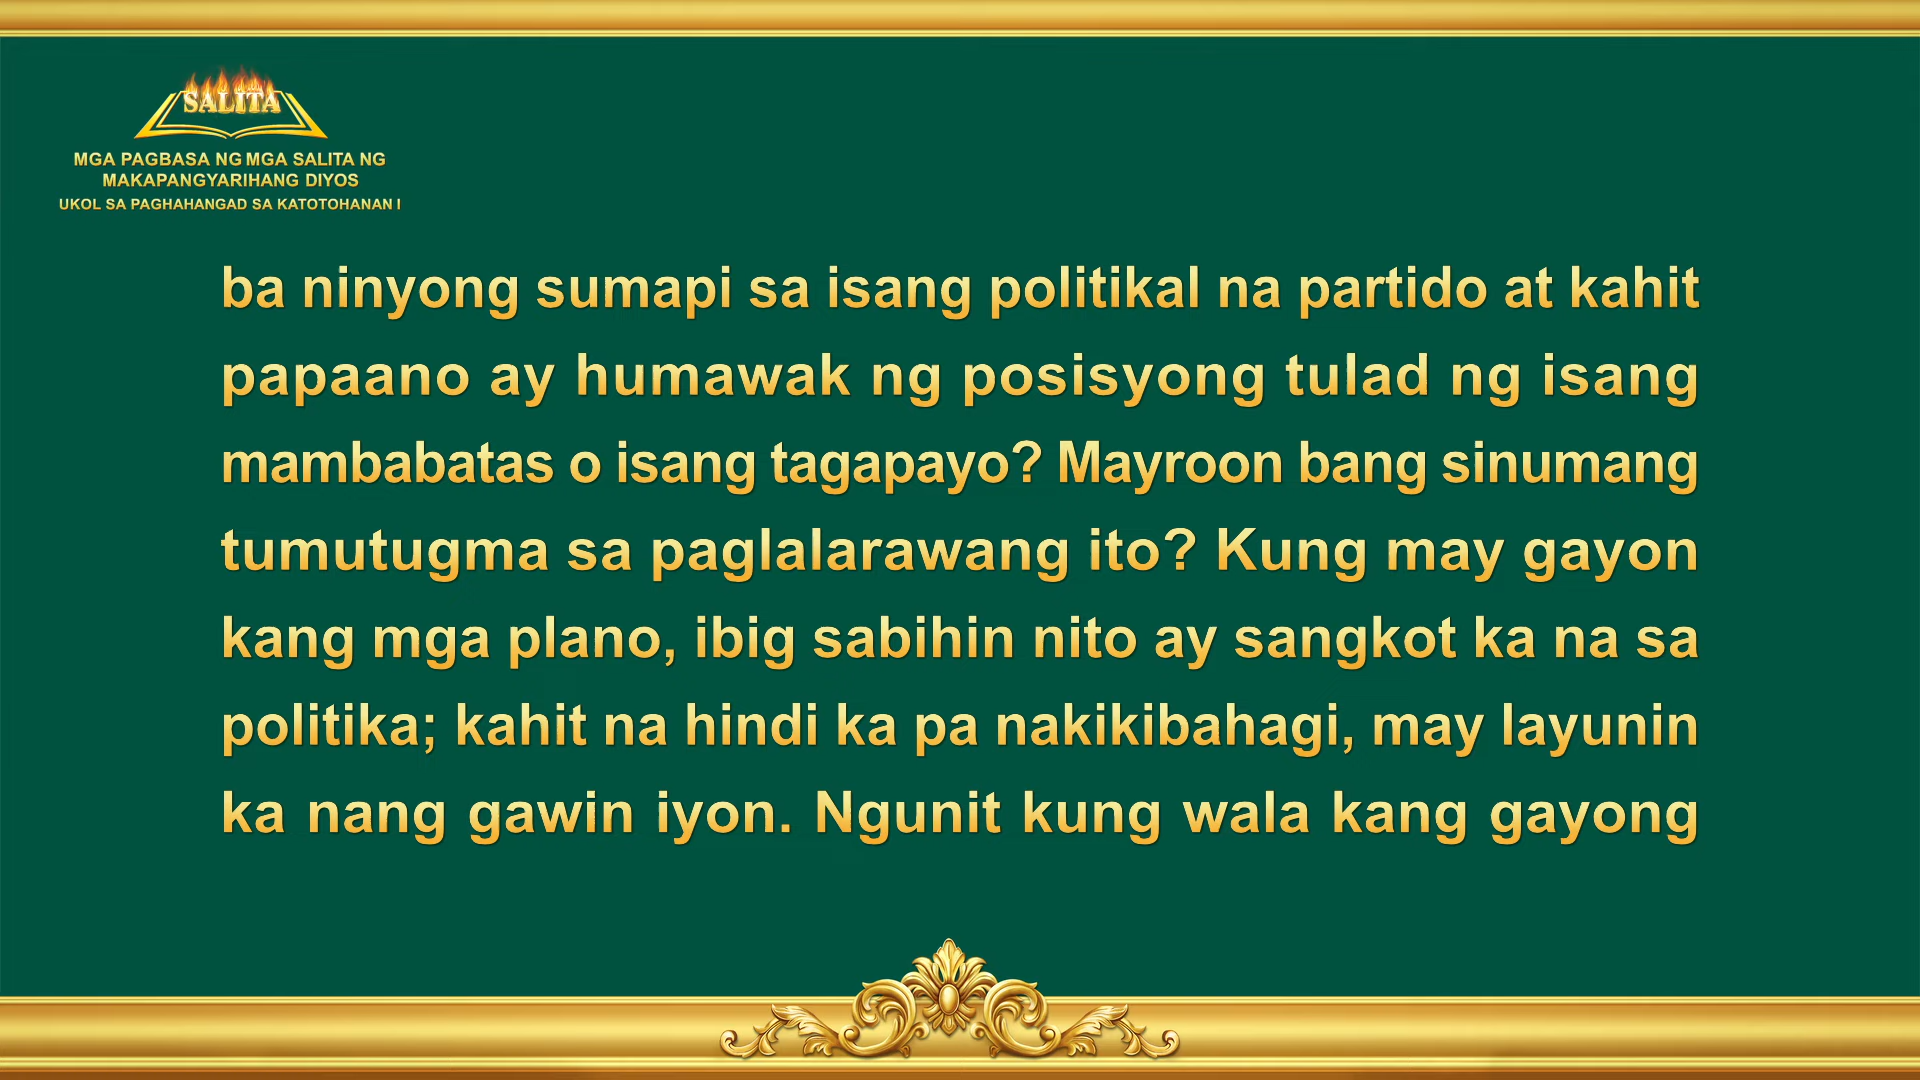 SALITA
MGA PAGBASA NG MGA SALITA NG
MAKAPANGYARIHANG DIYOS
UKOL SA PAGHAHANGAD SA KATOTOHANAN I
ba ninyong sumapi sa isang politikal na partido at kahit
papaano ay humawak ng posisyong tulad ng isang
mambabatas o isang tagapayo? Mayroon bang sinumang
tumutugma sa paglalarawang ito? Kung may gayon
kang mga plano, ibig sabihin nito ay sangkot ka na sa
politika; kahit na hindi ka pa nakikibahagi, may layunin
ka nang gawin iyon. Ngunit kung wala kang gayong